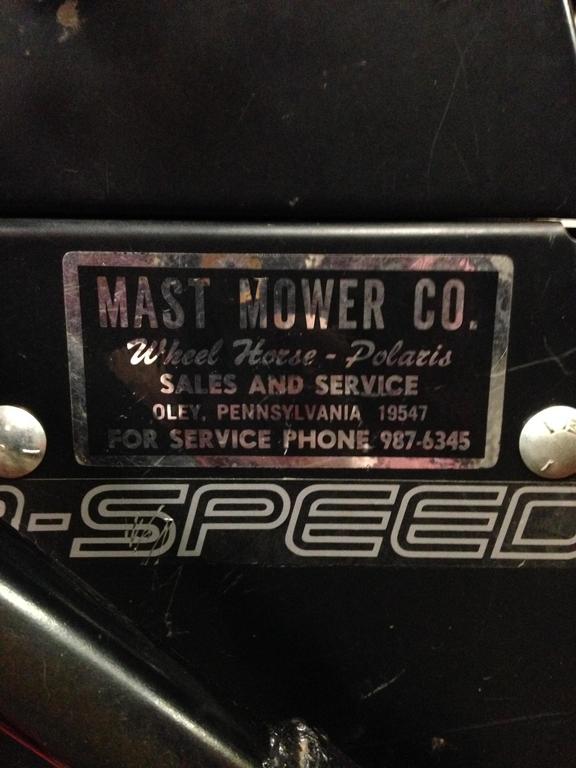 MAST MOWER CO.
Wheel Horse - Polaris
SALES AND SERVICE
OLEY, PENNSYLVANIA 19547
FOR SERVICE PHONE 987-6345
-SPEED